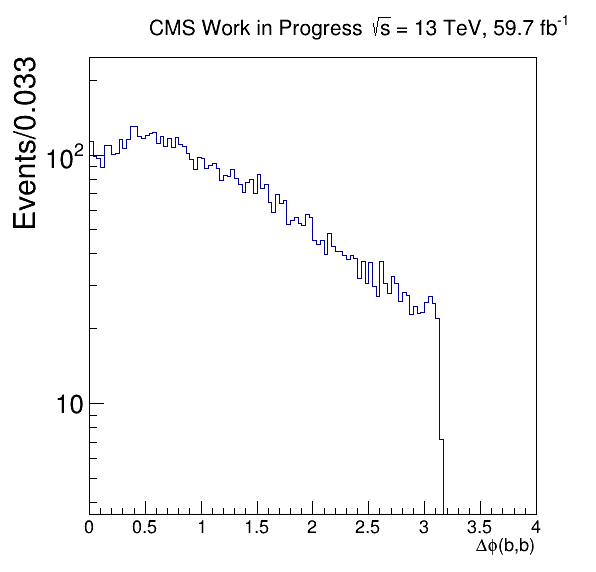 CMS Work in Progress √s = 13 TeV, 59.7 fb⁻¹
Events/0.033
10²
10
0 0.5 1 1.5 2 2.5 3 3.5 4
Δϕ(b,b)